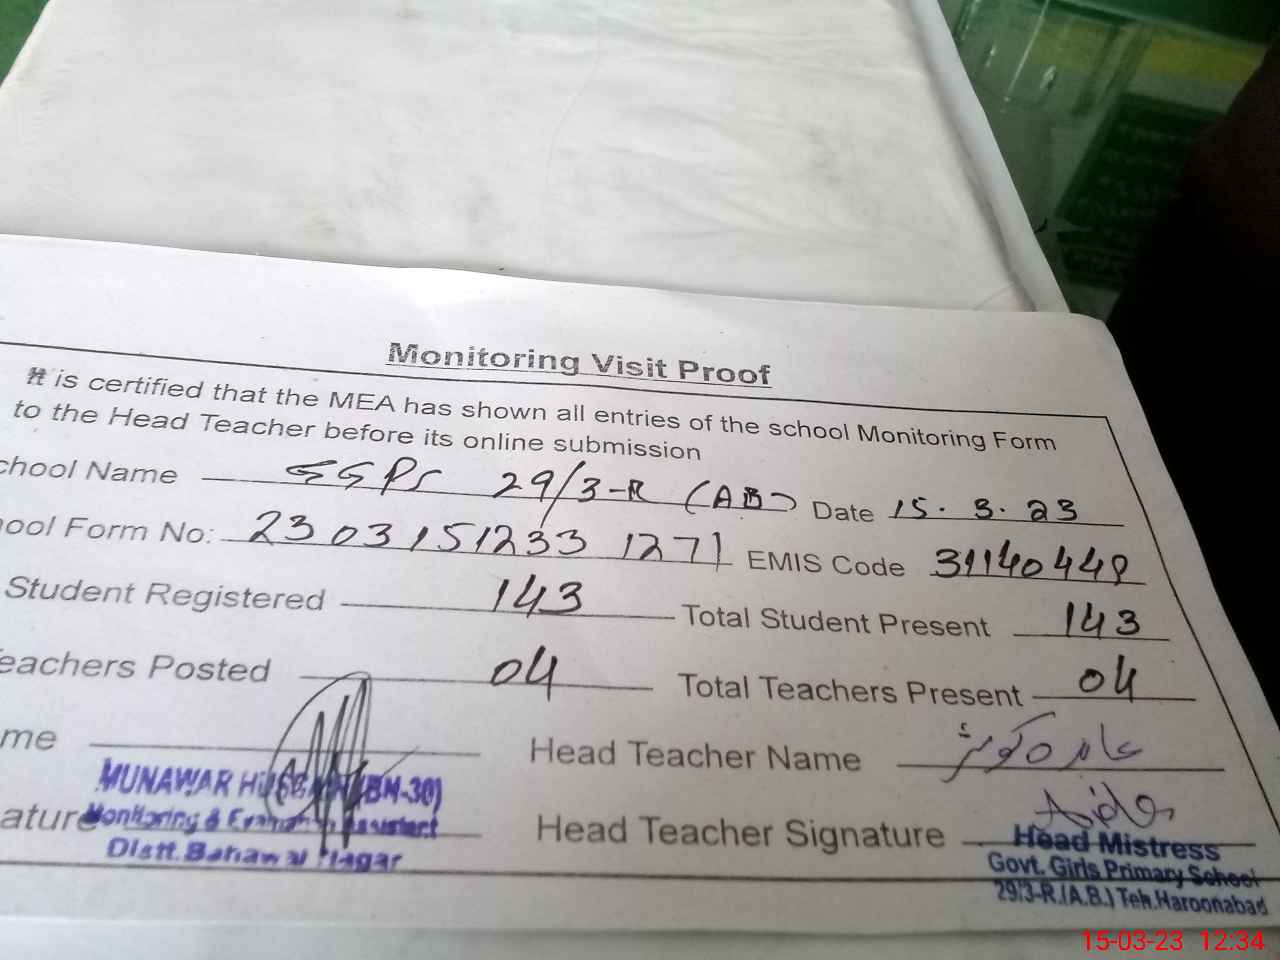 Monitoring Visit Proof
It is certified that the MEA has shown all entries of the school Monitoring Form
to the Head Teacher before its online submission
chool Name GGPS 29/3-R (AB) Date 15.3.23
ool Form No: 2303151233 1271 EMIS Code 31140448
Student Registered 143 Total Student Present 143
eachers Posted 04 Total Teachers Present 04
me Head Teacher Name
MUNAWAR HUSSAIN (BN-30)
ature Monitoring & Evaluation Assistant Head Teacher Signature Aida
Distt. Bahawal Nagar
Head Mistress
Govt. Girls Primary School
29/3-R.(A.B.) Teh.Haroonabad
15-03-23 12:34